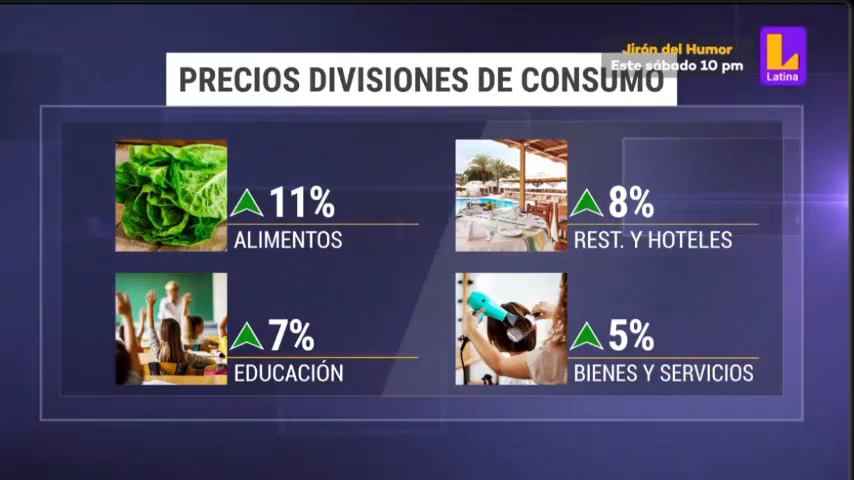 Jirón del Humor
Este sábado 10 pm
Latina
PRECIOS DIVISIONES DE CONSUMO
11%
ALIMENTOS
8%
REST. Y HOTELES
7%
EDUCACIÓN
5%
BIENES Y SERVICIOS